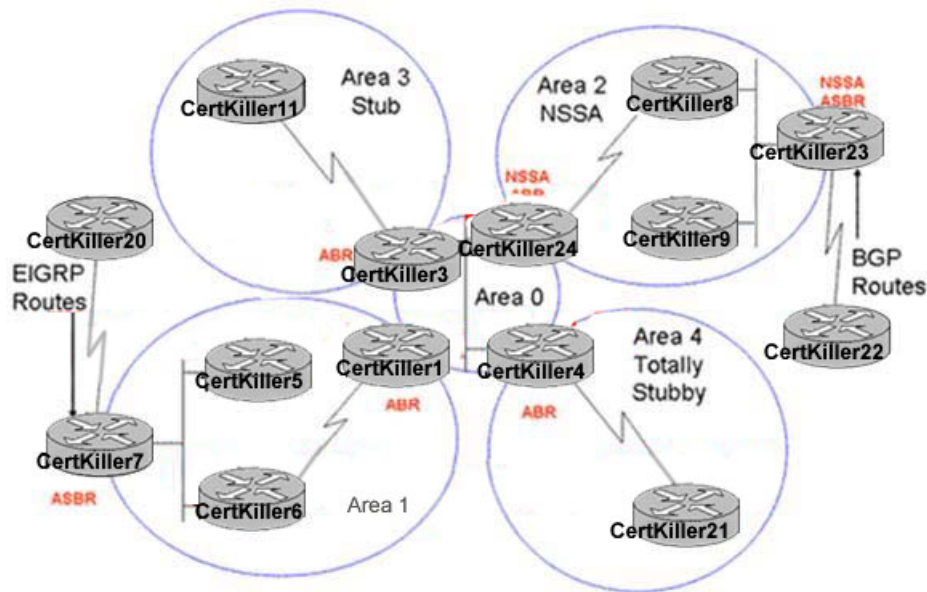 CertKiller11
Area 3
Stub
Area 2
NSSA
CertKiller8
NSSA
ASBR
CertKiller23
CertKiller20
EIGRP
Routes
ABR
CertKiller3
NSSA
CertKiller24
CertKiller9
BGP
Routes
Area 0
CertKiller5
CertKiller1
ABR
CertKiller4
ABR
Area 4
Totally
Stubby
CertKiller22
CertKiller7
ASBR
CertKiller6
Area 1
CertKiller21